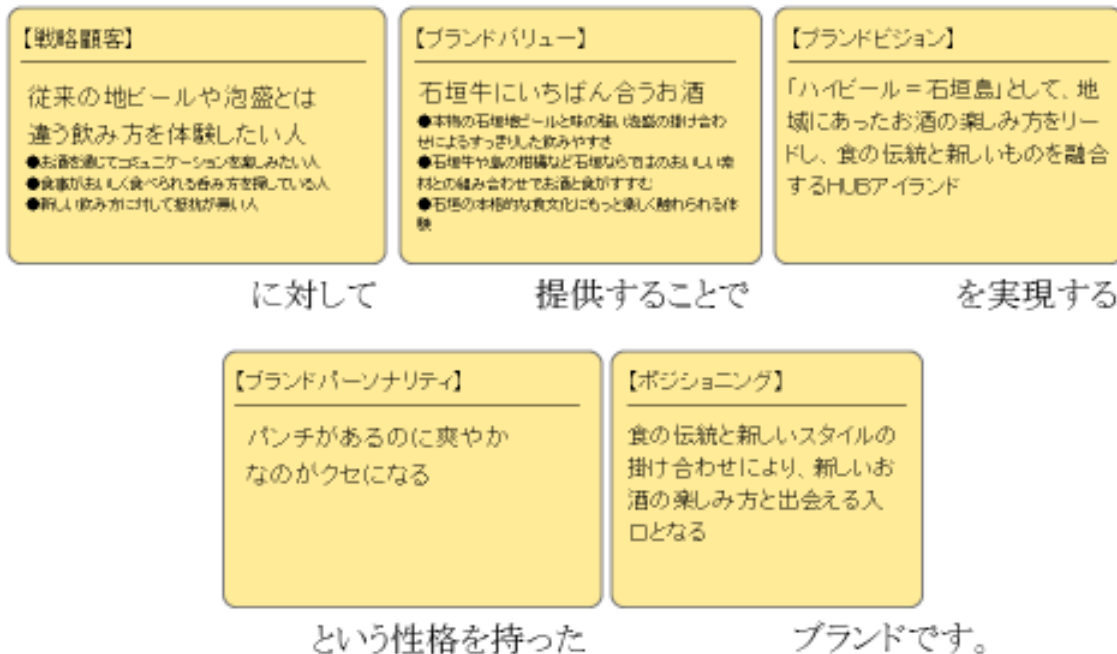 【戦略顧客】
従来の地ビールや泡盛とは
違う飲み方を体験したい人
●お酒を通じてコミュニケーションを楽しみたい人
●食事がおいしく食べられる呑み方を探している人
●新しい飲み方に対して抵抗が無い人
に対して
【ブランドバリュー】
石垣牛にいちばん合うお酒
●本物の石垣地ビールと味の強い泡盛の掛け合わ
せによるすっきりした飲みやすさ
●石垣牛や島の柑橘など石垣ならではのおいしい素
材との組み合わせでお酒と食がすすむ
●石垣の本格的な食文化にもっと楽しく触れられる体
験
提供することで
【ブランドビジョン】
「ハイビール=石垣島」として、地
域にあったお酒の楽しみ方をリー
ドし、食の伝統と新しいものを融合
するHUBアイランド
を実現する
【ブランドパーソナリティ】
パンチがあるのに爽やか
なのがクセになる
という性格を持った
【ポジショニング】
食の伝統と新しいスタイルの
掛け合わせにより、新しいお
酒の楽しみ方と出会える入
口となる
ブランドです。